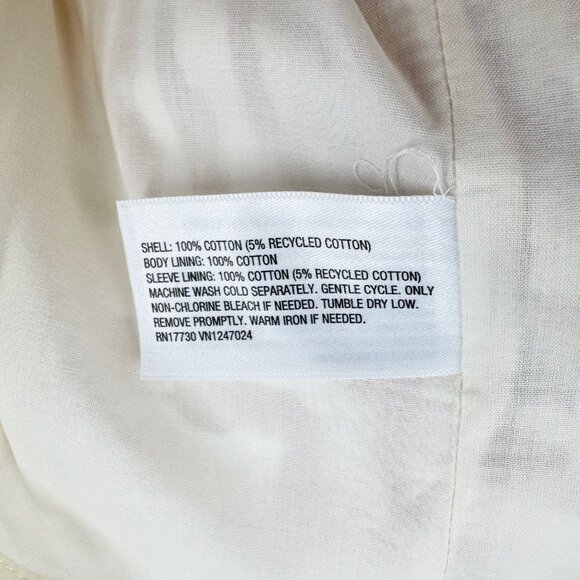 SHELL: 100% COTTON (5% RECYCLED COTTON)
BODY LINING: 100% COTTON
SLEEVE LINING: 100% COTTON (5% RECYCLED COTTON)
MACHINE WASH COLD SEPARATELY. GENTLE CYCLE. ONLY
NON-CHLORINE BLEACH IF NEEDED. TUMBLE DRY LOW.
REMOVE PROMPTLY. WARM IRON IF NEEDED.
RN17730 VN1247024